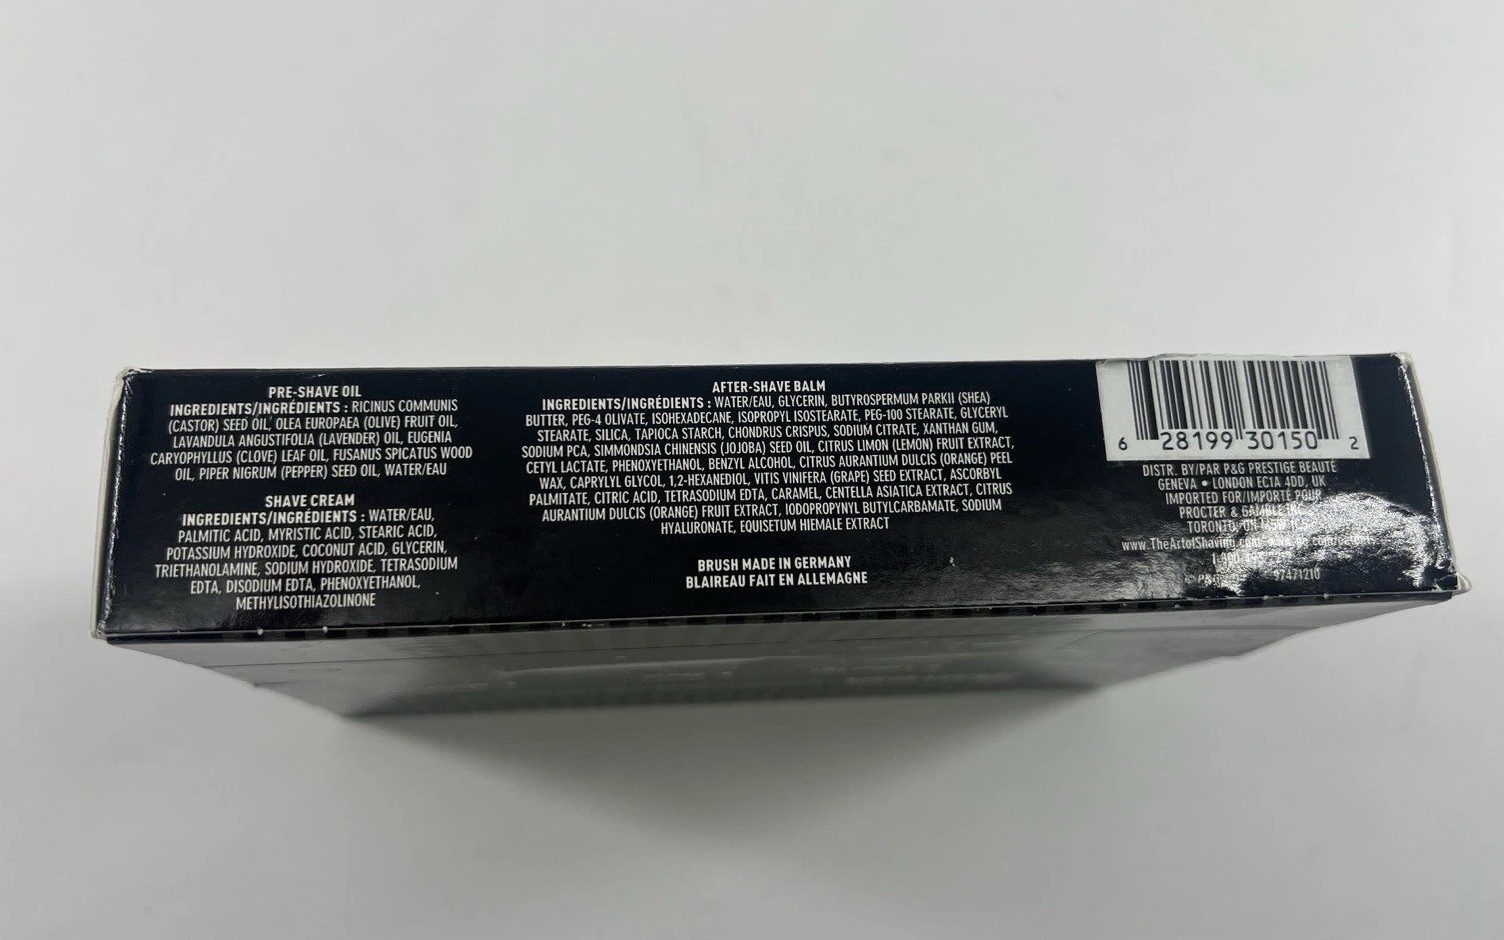 PRE-SHAVE OIL
INGREDIENTS/INGRÉDIENTS : RICINUS COMMUNIS
(CASTOR) SEED OIL, OLEA EUROPAEA (OLIVE) FRUIT OIL,
LAVANDULA ANGUSTIFOLIA (LAVENDER) OIL, EUGENIA
CARYOPHYLLUS (CLOVE) LEAF OIL, FUSANUS SPICATUS WOOD
OIL, PIPER NIGRUM (PEPPER) SEED OIL, WATER/EAU
SHAVE CREAM
INGREDIENTS/INGRÉDIENTS : WATER/EAU,
PALMITIC ACID, MYRISTIC ACID, STEARIC ACID,
POTASSIUM HYDROXIDE, COCONUT ACID, GLYCERIN,
TRIETHANOLAMINE, SODIUM HYDROXIDE, TETRASODIUM
EDTA, DISODIUM EDTA, PHENOXYETHANOL,
METHYLISOTHIAZOLINONE
AFTER-SHAVE BALM
INGREDIENTS/INGRÉDIENTS : WATER/EAU, GLYCERIN, BUTYROSPERMUM PARKII (SHEA)
BUTTER, PEG-4 OLIVATE, ISOHEXADECANE, ISOPROPYL ISOSTEARATE, PEG-100 STEARATE, GLYCERYL
STEARATE, SILICA, TAPIOCA STARCH, CHONDRUS CRISPUS, SODIUM CITRATE, XANTHAN GUM,
SODIUM PCA, SIMMONDSIA CHINENSIS (JOJOBA) SEED OIL, CITRUS LIMON (LEMON) FRUIT EXTRACT,
CETYL LACTATE, PHENOXYETHANOL, BENZYL ALCOHOL, CITRUS AURANTIUM DULCIS (ORANGE) PEEL
WAX, CAPRYLYL GLYCOL, 1,2-HEXANEDIOL, VITIS VINIFERA (GRAPE) SEED EXTRACT, ASCORBYL
PALMITATE, CITRIC ACID, TETRASODIUM EDTA, CARAMEL, CENTELLA ASIATICA EXTRACT, CITRUS
AURANTIUM DULCIS (ORANGE) FRUIT EXTRACT, IODOPROPYNYL BUTYLCARBAMATE, SODIUM
HYALURONATE, EQUISETUM HIEMALE EXTRACT
BRUSH MADE IN GERMANY
BLAIREAU FAIT EN ALLEMAGNE
6 28199 30150 2
DISTR. BY/PAR P&G PRESTIGE BEAUTÉ
GENEVA • LONDON EC1A 4DD, UK
IMPORTED FOR/IMPORTÉ POUR
PROCTER & GAMBLE INC.
TORONTO, ON
www.TheArtofShaving.com
97471210